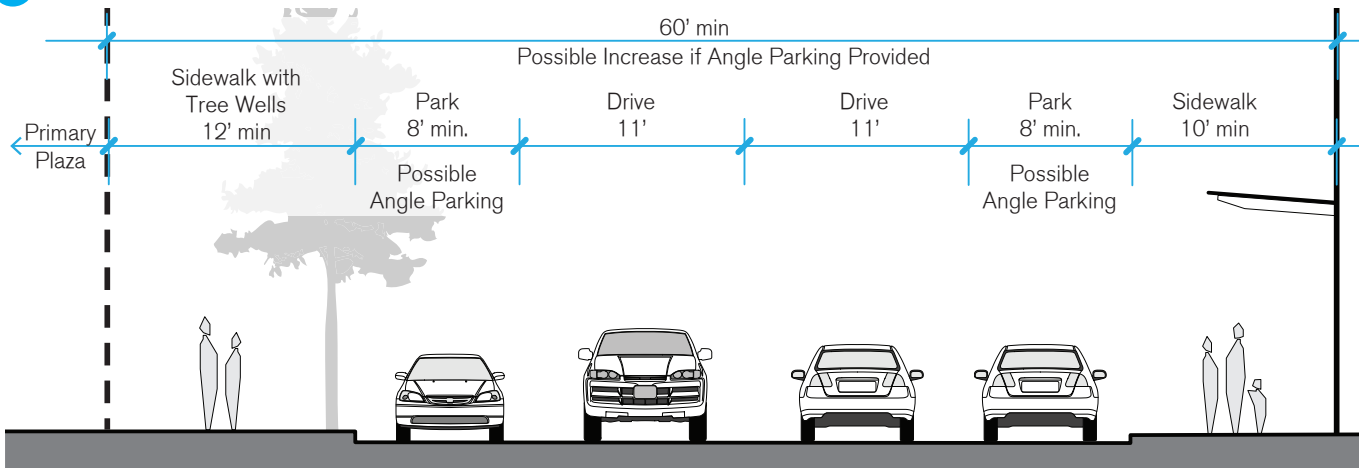 60’ min
Possible Increase if Angle Parking Provided
Sidewalk with
Tree Wells
12’ min
Park
8’ min.
Drive
11’
Drive
11’
Park
8’ min.
Sidewalk
10’ min
Primary
Plaza
Possible
Angle Parking
Possible
Angle Parking